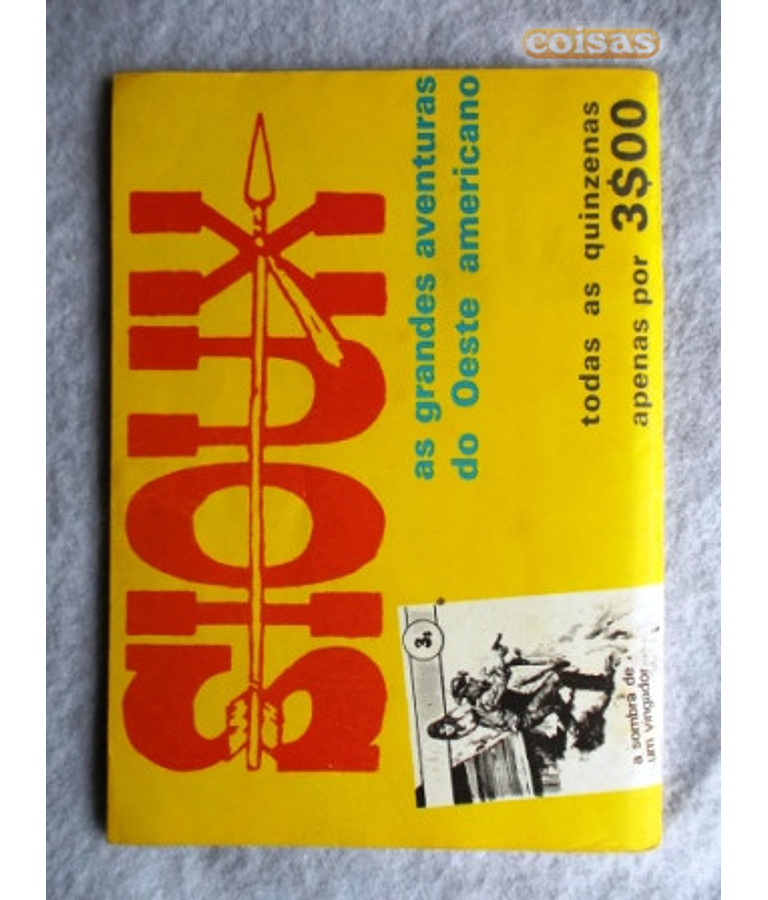 coisas
SIOUX
as grandes aventuras
do Oeste americano
todas as quinzenas
apenas por 3$00
3$
a sombra de
um vingador